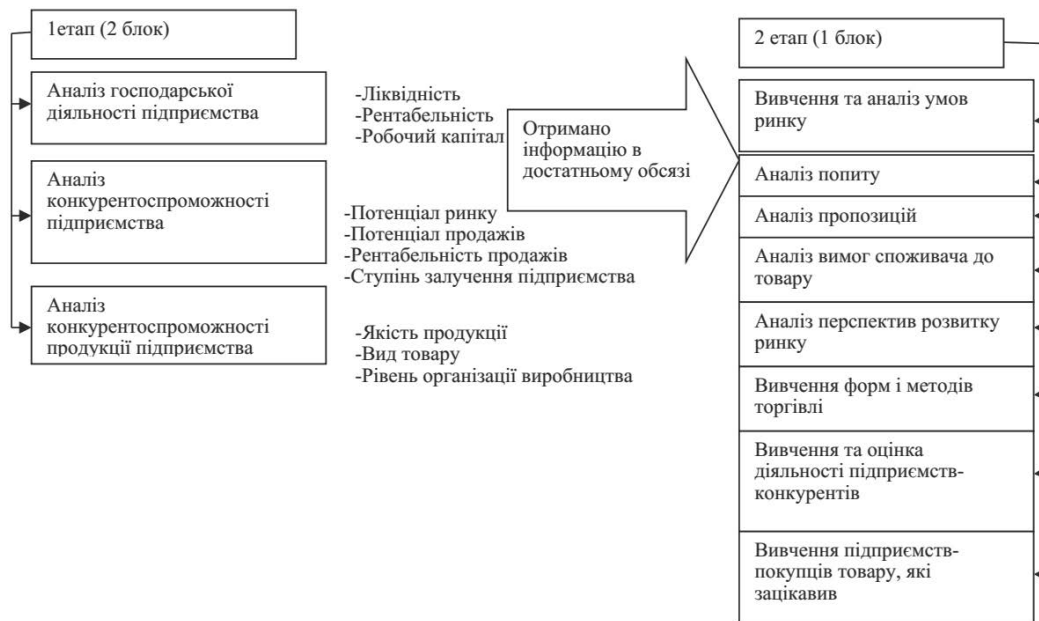 1етап (2 блок)
Аналіз господарської
діяльності підприємства
Аналіз
конкурентоспроможності
підприємства
Аналіз
конкурентоспроможності
продукції підприємства
-Ліквідність
-Рентабельність
-Робочий капітал
-Потенціал ринку
-Потенціал продажів
-Рентабельність продажів
-Ступінь залучення підприємства
-Якість продукції
-Вид товару
-Рівень організації виробництва
Отримано
інформацію в
достатньому обсязі
2 етап (1 блок)
Вивчення та аналіз умов
ринку
Аналіз попиту
Аналіз пропозицій
Аналіз вимог споживача до
товару
Аналіз перспектив розвитку
ринку
Вивчення форм і методів
торгівлі
Вивчення та оцінка
діяльності підприємств-
конкурентів
Вивчення підприємств-
покупців товару, які
зацікавив